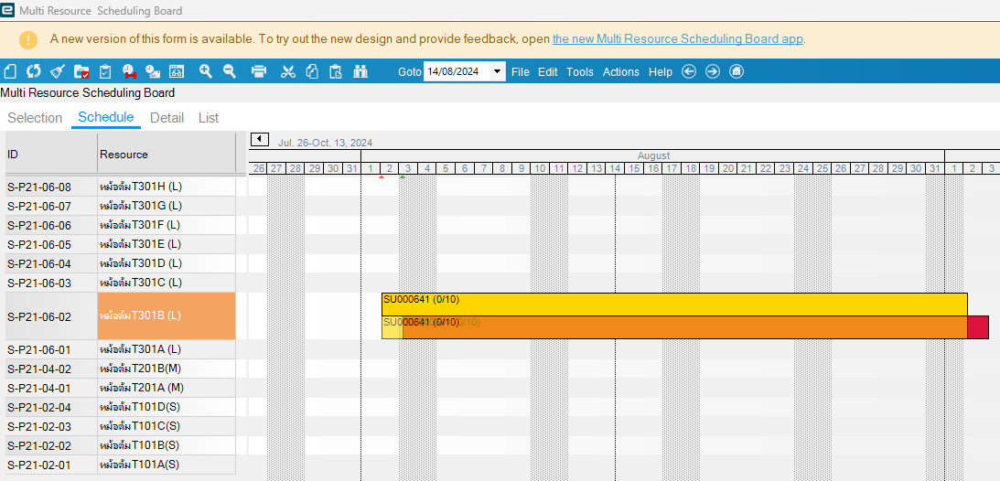 Multi Resource Scheduling Board
A new version of this form is available. To try out the new design and provide feedback, open the new Multi Resource Scheduling Board app.
Goto 14/08/2024 File Edit Tools Actions Help
Multi Resource Scheduling Board
Selection Schedule Detail List
ID Resource
Jul. 26-Oct. 13, 2024
August
26 27 28 29 30 31 1 2 3 4 5 6 7 8 9 10 11 12 13 14 15 16 17 18 19 20 21 22 23 24 25 26 27 28 29 30 31 1 2 3
S-P21-06-08 หม้อต้มT301H (L)
S-P21-06-07 หม้อต้มT301G (L)
S-P21-06-06 หม้อต้มT301F (L)
S-P21-06-05 หม้อต้มT301E (L)
S-P21-06-04 หม้อต้มT301D (L)
S-P21-06-03 หม้อต้มT301C (L)
SU000641 (0/10)
S-P21-06-02 หม้อต้มT301B (L)
SU000641 (0/10)
S-P21-06-01 หม้อต้มT301A (L)
S-P21-04-02 หม้อต้มT201B(M)
S-P21-04-01 หม้อต้มT201A (M)
S-P21-02-04 หม้อต้มT101D(S)
S-P21-02-03 หม้อต้มT101C(S)
S-P21-02-02 หม้อต้มT101B(S)
S-P21-02-01 หม้อต้มT101A(S)